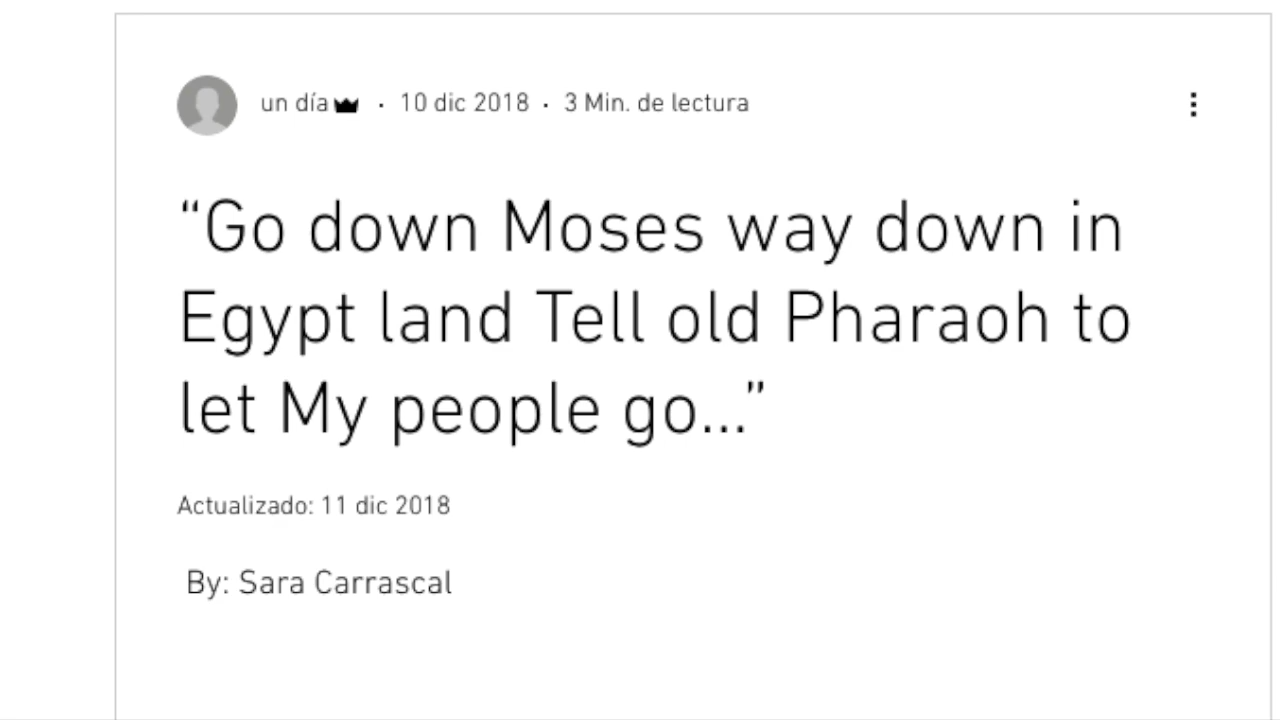 un día · 10 dic 2018 · 3 Min. de lectura
“Go down Moses way down in
Egypt land Tell old Pharaoh to
let My people go...”
Actualizado: 11 dic 2018
By: Sara Carrascal